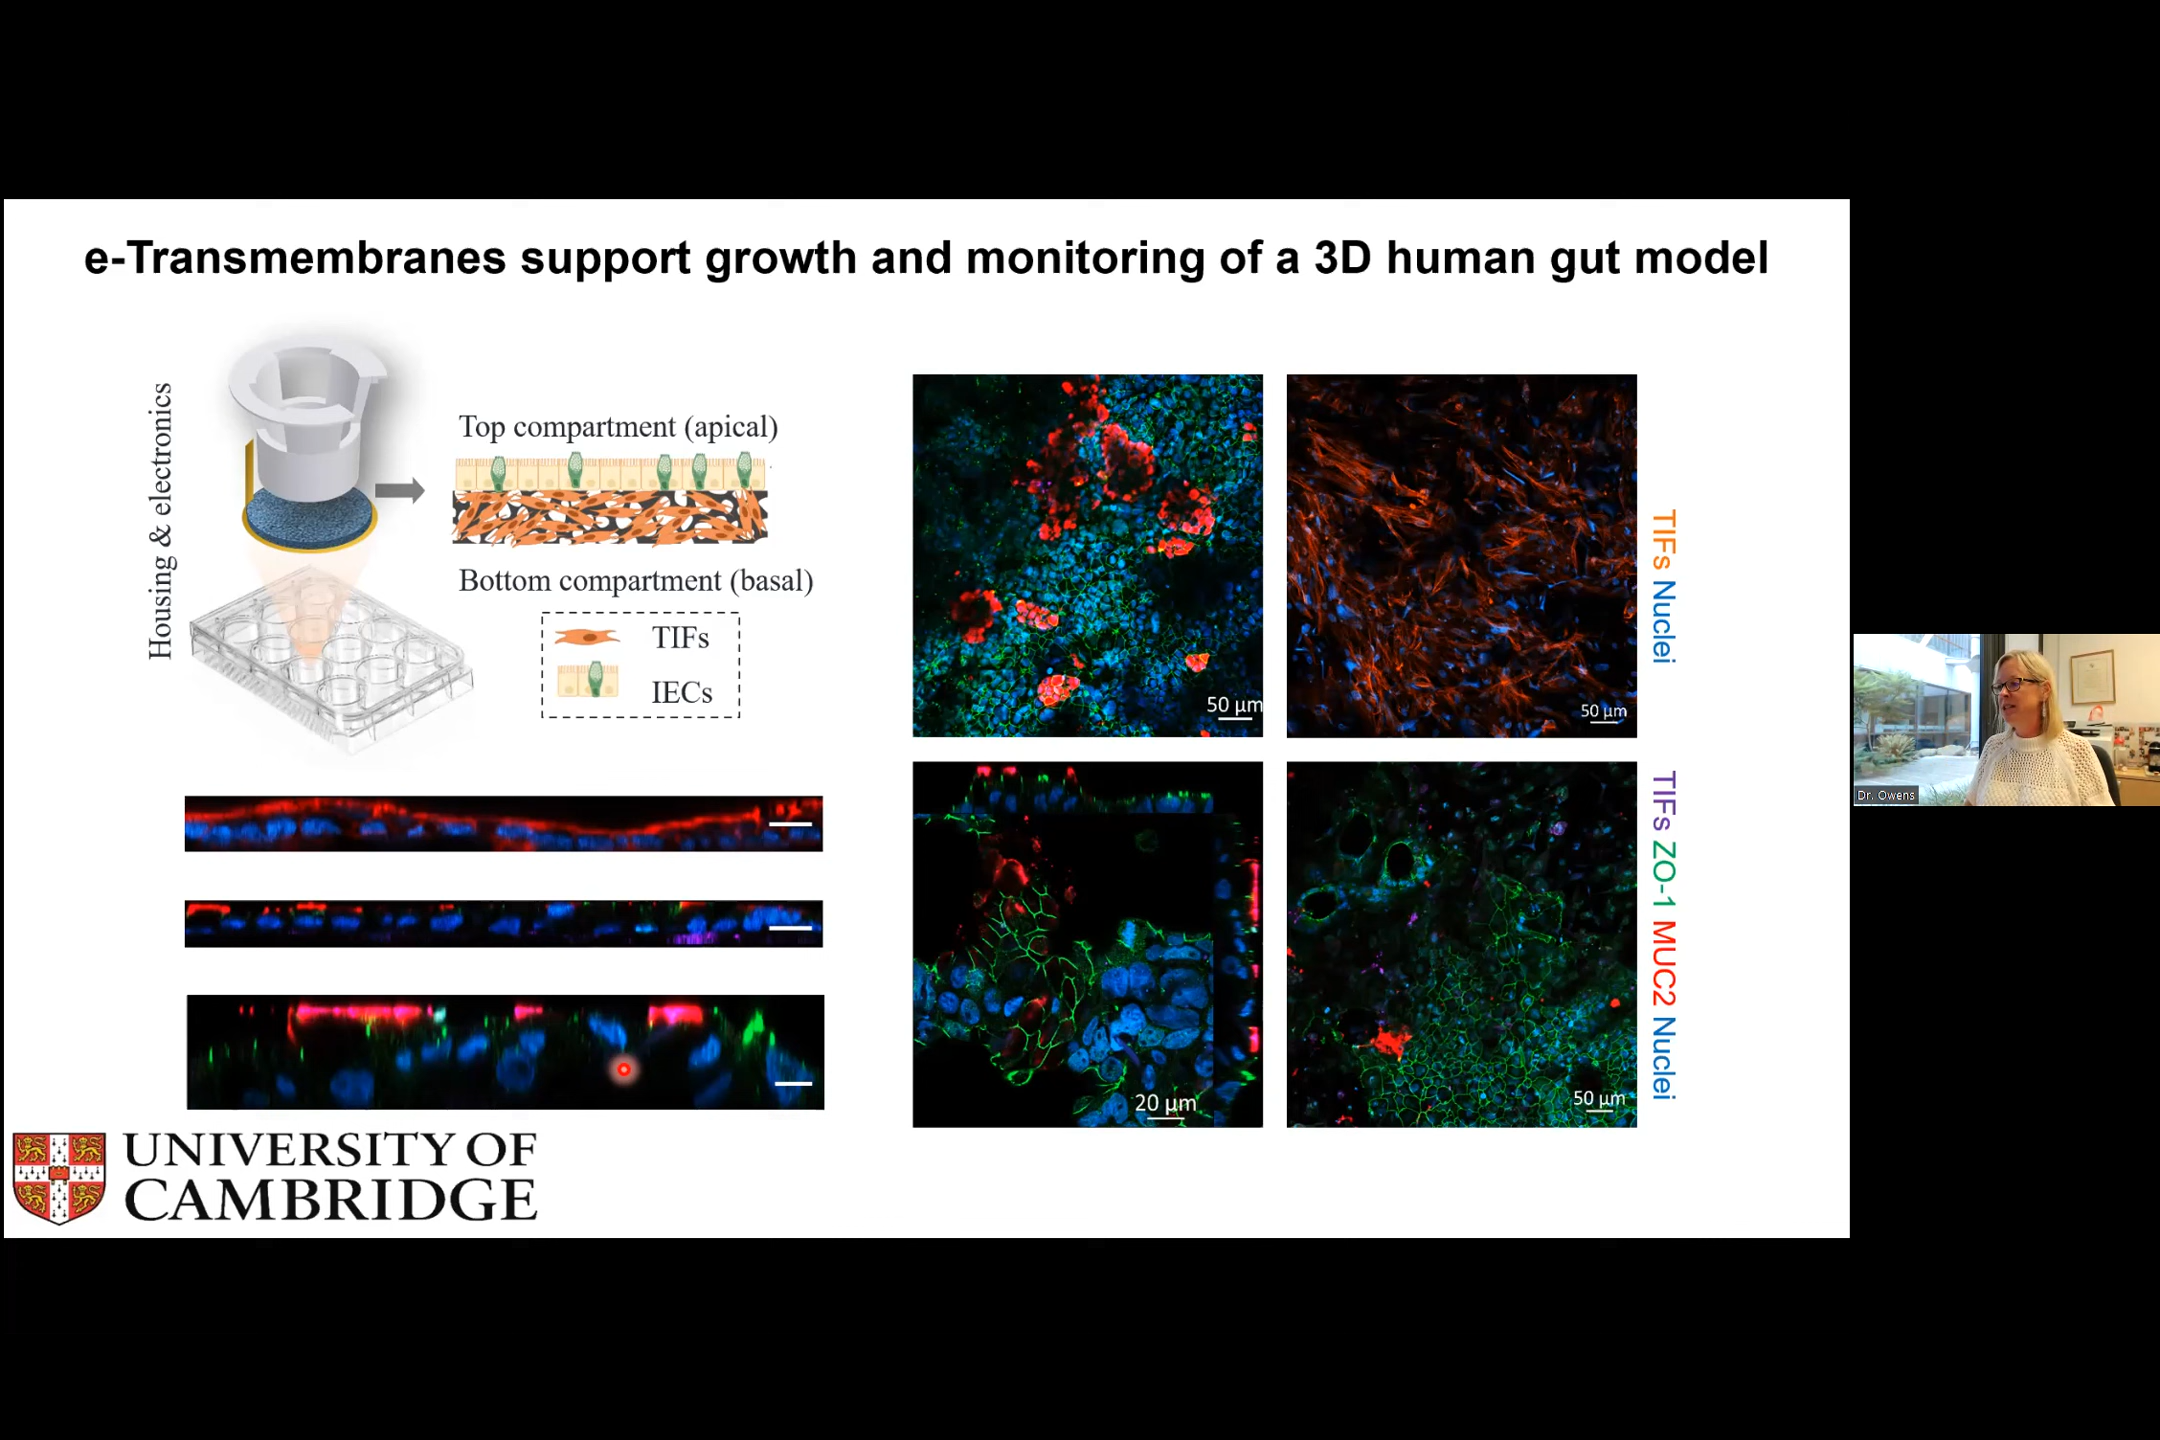 e-Transmembranes support growth and monitoring of a 3D human gut model
Housing & electronics
Top compartment (apical)
Bottom compartment (basal)
TIFs
IECs
50 µm
50 µm
TIFs Nuclei
20 µm
50 µm
TIFs ZO-1 MUC2 Nuclei
UNIVERSITY OF
CAMBRIDGE
Dr. Owens